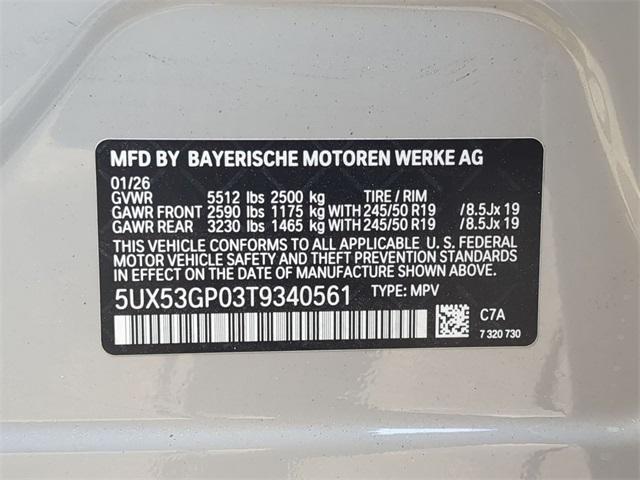 MFD BY BAYERISCHE MOTOREN WERKE AG
01/26
GVWR 5512 lbs 2500 kg TIRE / RIM
GAWR FRONT 2590 lbs 1175 kg WITH 245/50 R19 /8.5Jx 19
GAWR REAR 3230 lbs 1465 kg WITH 245/50 R19 /8.5Jx 19
THIS VEHICLE CONFORMS TO ALL APPLICABLE U. S. FEDERAL
MOTOR VEHICLE SAFETY AND THEFT PREVENTION STANDARDS
IN EFFECT ON THE DATE OF MANUFACTURE SHOWN ABOVE.
5UX53GP03T9340561 TYPE: MPV
C7A
7 320 730